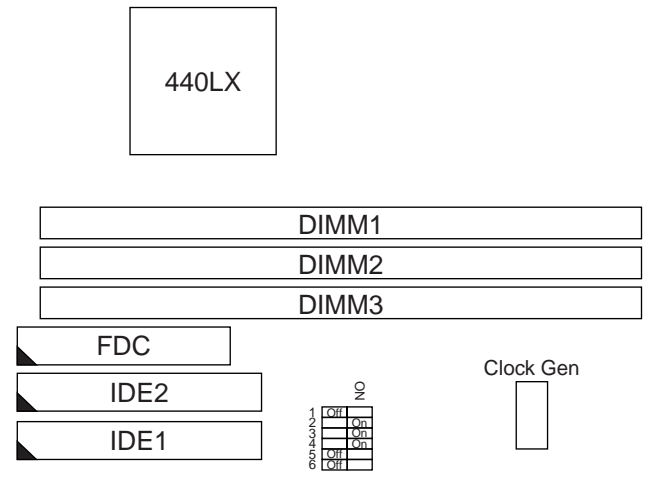 440LX
DIMM1
DIMM2
DIMM3
FDC
Clock Gen
IDE2
ON
1 Off
2 On
3 On
4 On
5 Off
6 Off
IDE1